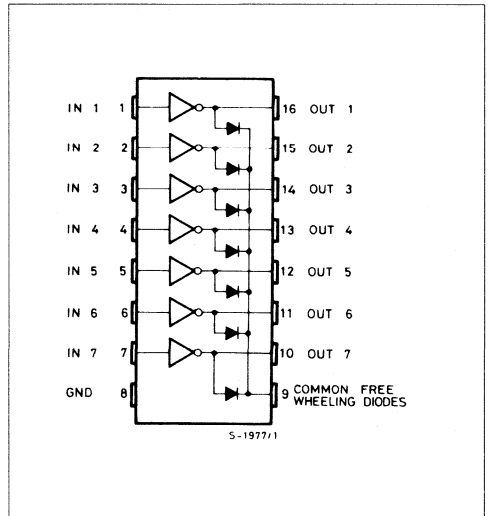 IN 1 1 16 OUT 1
IN 2 2 15 OUT 2
IN 3 3 14 OUT 3
IN 4 4 13 OUT 4
IN 5 5 12 OUT 5
IN 6 6 11 OUT 6
IN 7 7 10 OUT 7
GND 8 9 COMMON FREE
WHEELING DIODES
S-1977/1